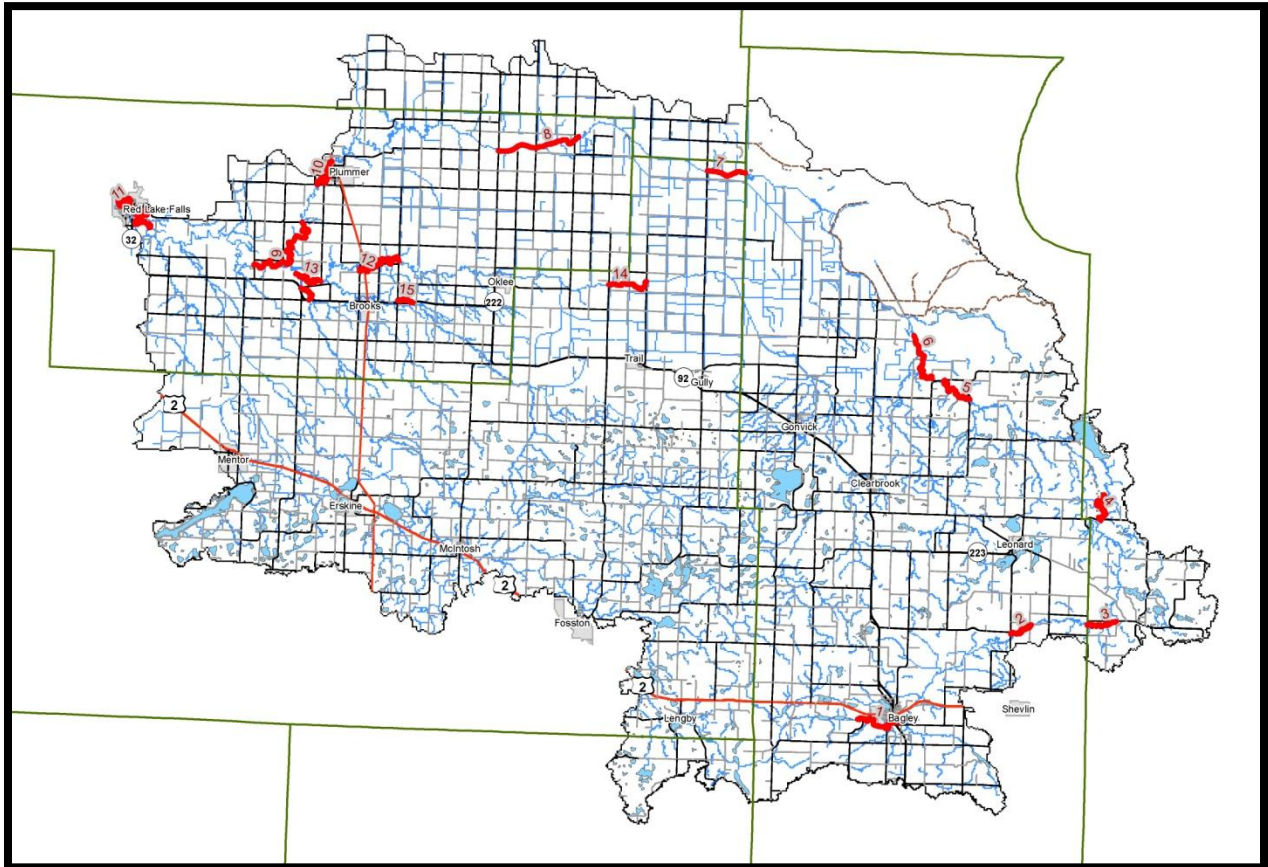 8
7
10
Plummer
11
Red Lake Falls
32
9
13
12
15
Brooks
Oklee
222
14
Trail
92
Gully
6
5
2
Gonvick
Mentor
Erskine
Clearbrook
4
McIntosh
223
Leonard
2
Fosston
2
3
2
Lengby
1
Bagley
Shevlin